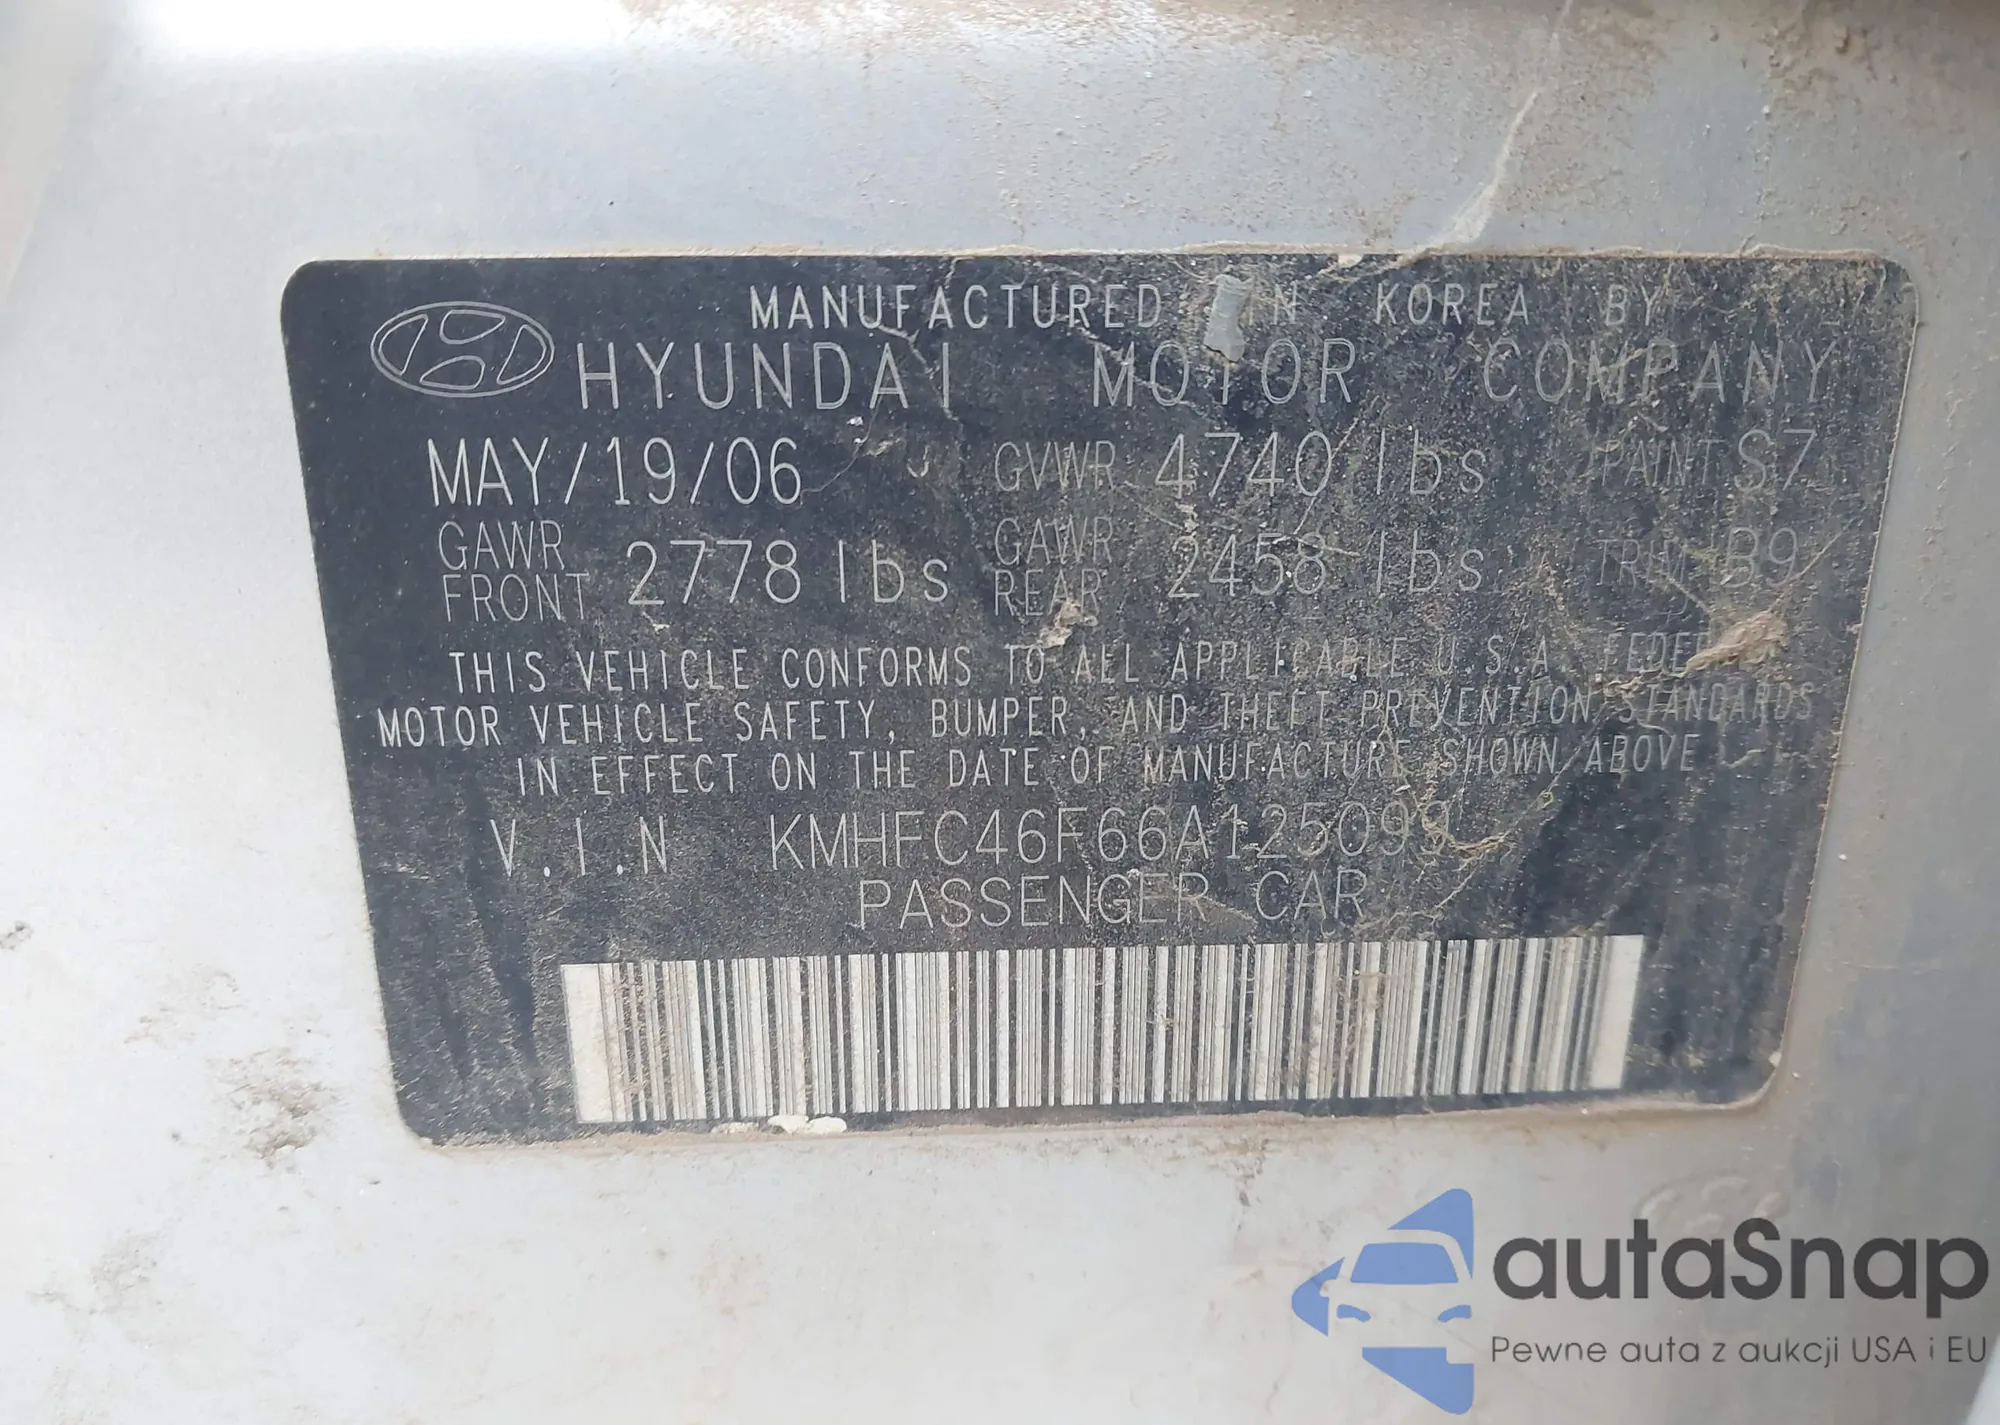 MANUFACTURED IN KOREA BY
HYUNDAI MOTOR COMPANY
MAY/19/06 GVWR 4740 lbs PAINT S7
GAWR FRONT 2778 lbs GAWR REAR 2458 lbs TRIM B9
THIS VEHICLE CONFORMS TO ALL APPLICABLE U.S.A. FEDERAL
MOTOR VEHICLE SAFETY, BUMPER, AND THEFT PREVENTION STANDARDS
IN EFFECT ON THE DATE OF MANUFACTURE SHOWN ABOVE
V.I.N KMHFC46F66A125099
PASSENGER CAR
autaSnap
Pewne auta z aukcji USA i EU